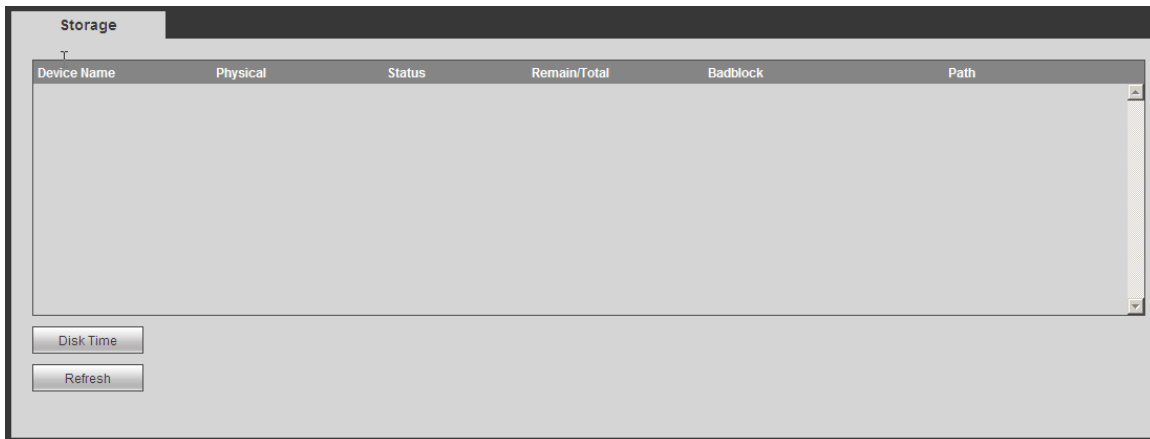 Storage
Device Name Physical Status Remain/Total Badblock Path
Disk Time
Refresh